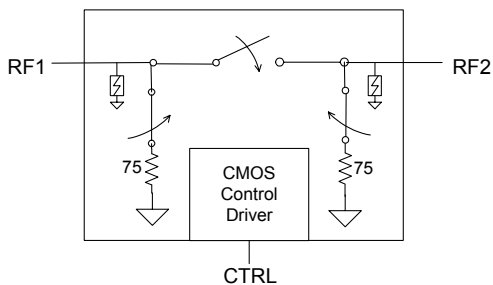 RF1
RF2
75
75
CMOS
Control
Driver
CTRL